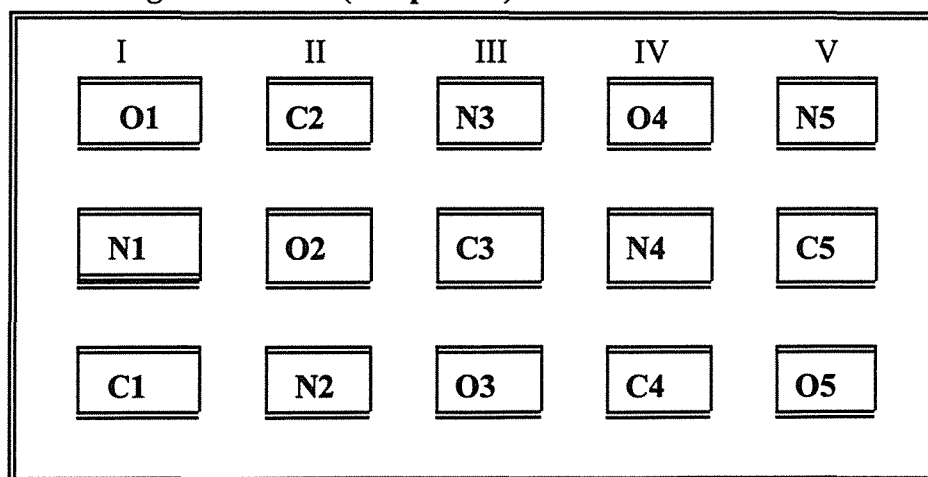 I II III IV V
O1 C2 N3 O4 N5
N1 O2 C3 N4 C5
C1 N2 O3 C4 O5